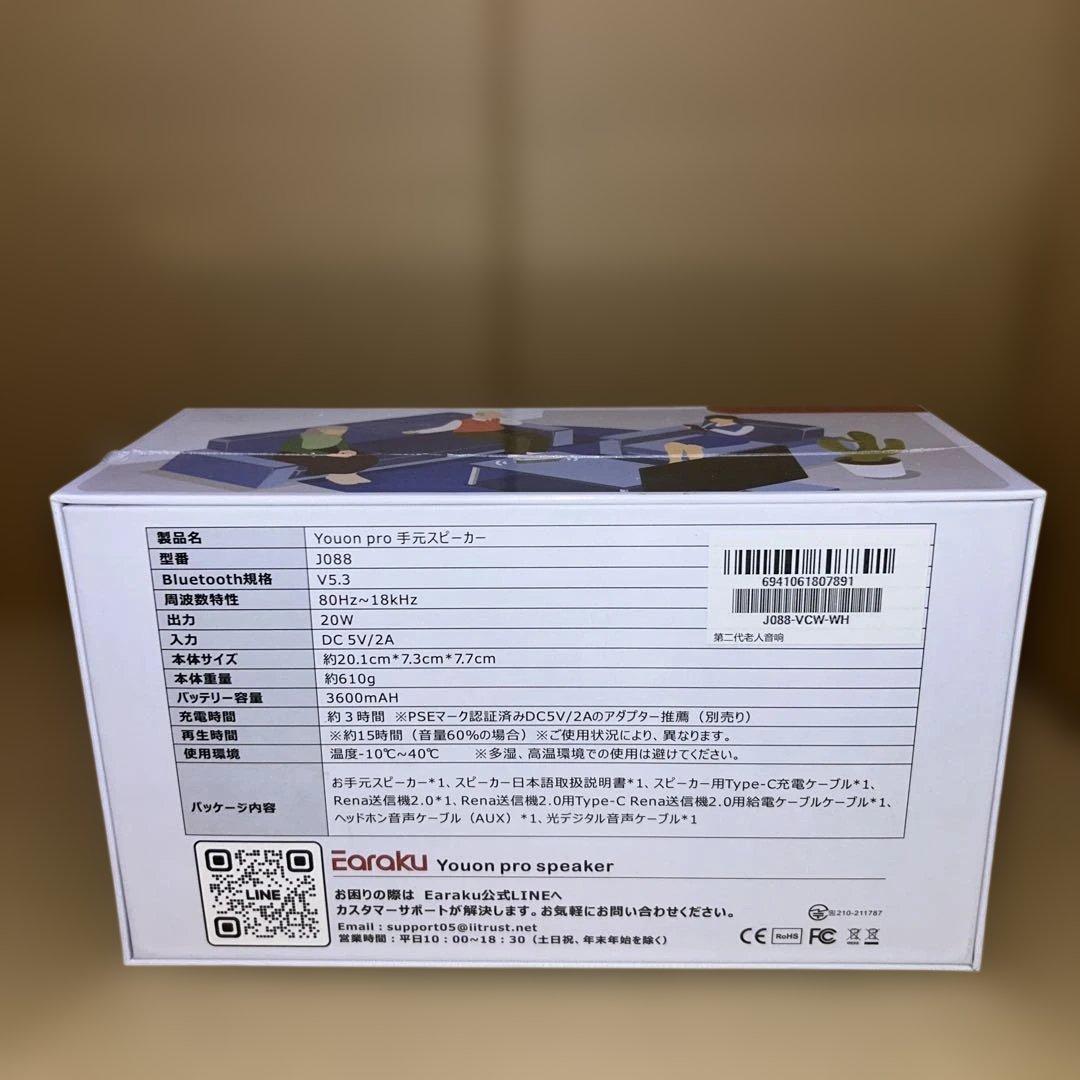 製品名 Youon pro 手元スピーカー
型番 J088
Bluetooth規格 V5.3
周波数特性 80Hz~18kHz
出力 20W
入力 DC 5V/2A
本体サイズ 約20.1cm*7.3cm*7.7cm
本体重量 約610g
バッテリー容量 3600mAH
充電時間 約3時間 ※PSEマーク認証済みDC5V/2Aのアダプター推薦（別売り）
再生時間 ※約15時間（音量60%の場合）※ご使用状況により、異なります。
使用環境 温度-10℃~40℃ ※多湿、高温環境での使用は避けてください。
パッケージ内容
お手元スピーカー*1、スピーカー日本語取扱説明書*1、スピーカー用Type-C充電ケーブル*1、
Rena送信機2.0*1、Rena送信機2.0用Type-C Rena送信機2.0用給電ケーブルケーブル*1、
ヘッドホン音声ケーブル（AUX）*1、光デジタル音声ケーブル*1
6941061807891
J088-VCW-WH
第二代老人音响
LINE
Earaku Youon pro speaker
お困りの際は Earaku公式LINEへ
カスタマーサポートが解決します。お気軽にお問い合わせください。
Email：support05@iitrust.net
営業時間：平日10：00~18：30（土日祝、年末年始を除く）
210-211787
CE RoHS FC